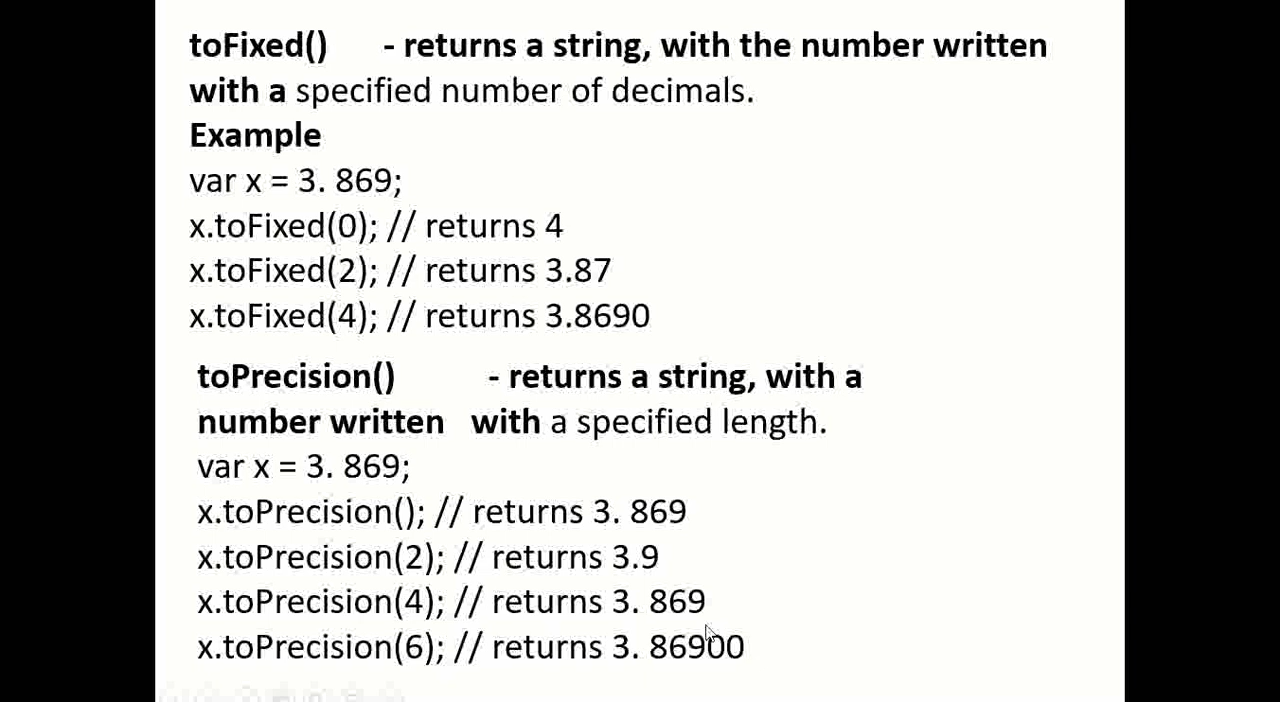 toFixed() - returns a string, with the number written
with a specified number of decimals.
Example
var x = 3. 869;
x.toFixed(0); // returns 4
x.toFixed(2); // returns 3.87
x.toFixed(4); // returns 3.8690
toPrecision() - returns a string, with a
number written with a specified length.
var x = 3. 869;
x.toPrecision(); // returns 3. 869
x.toPrecision(2); // returns 3.9
x.toPrecision(4); // returns 3. 869
x.toPrecision(6); // returns 3. 86900